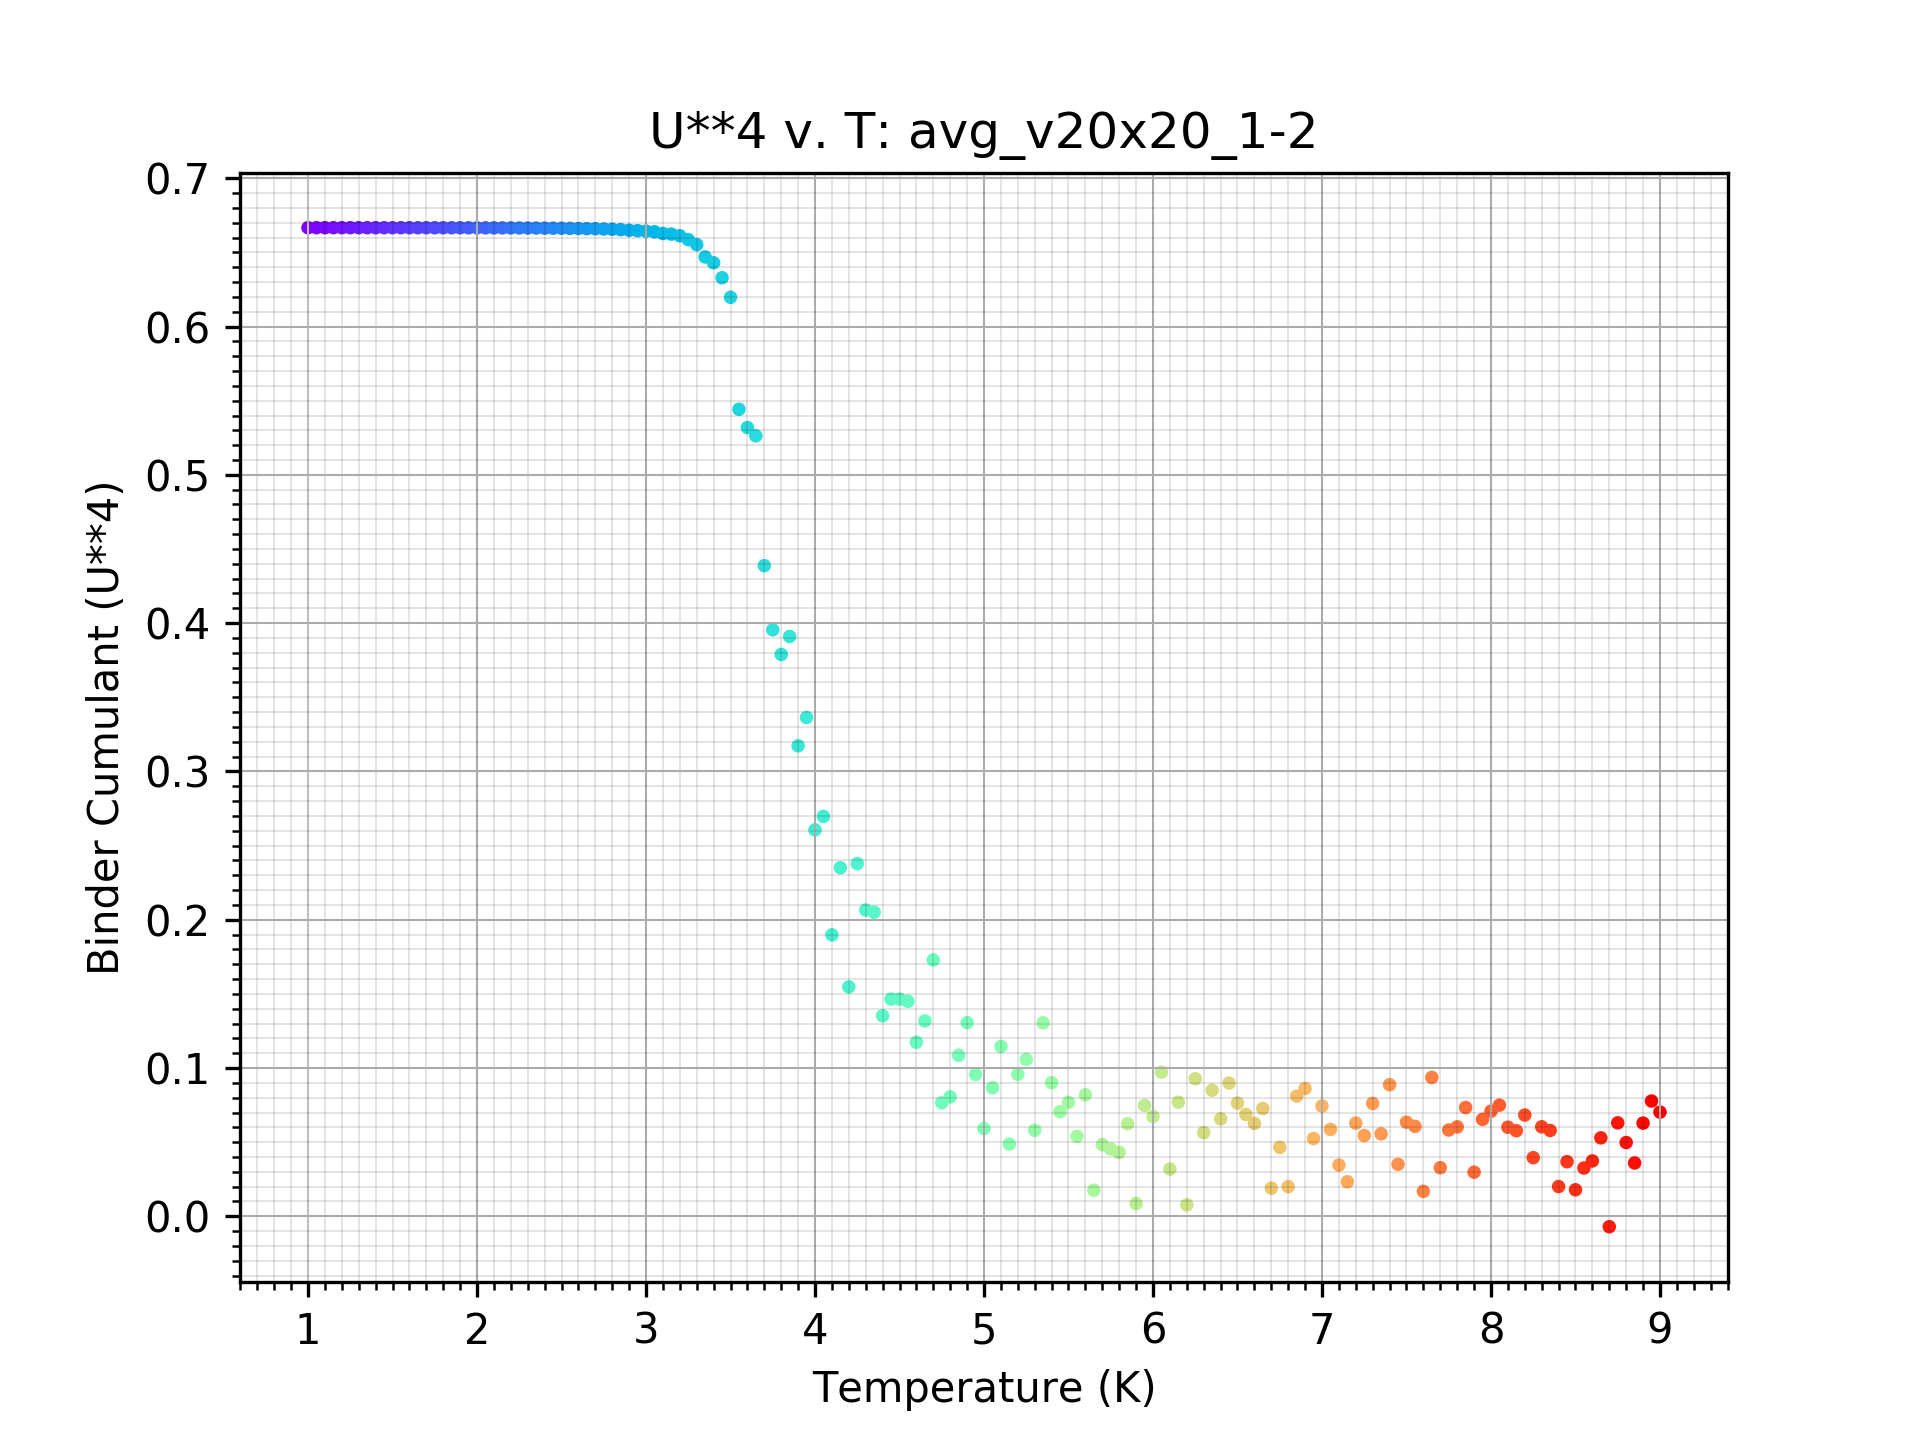 U**4 v. T: avg_v20x20_1-2
0.7
0.6
0.5
0.4
0.3
0.2
0.1
0.0
Binder Cumulant (U**4)
1 2 3 4 5 6 7 8 9
Temperature (K)